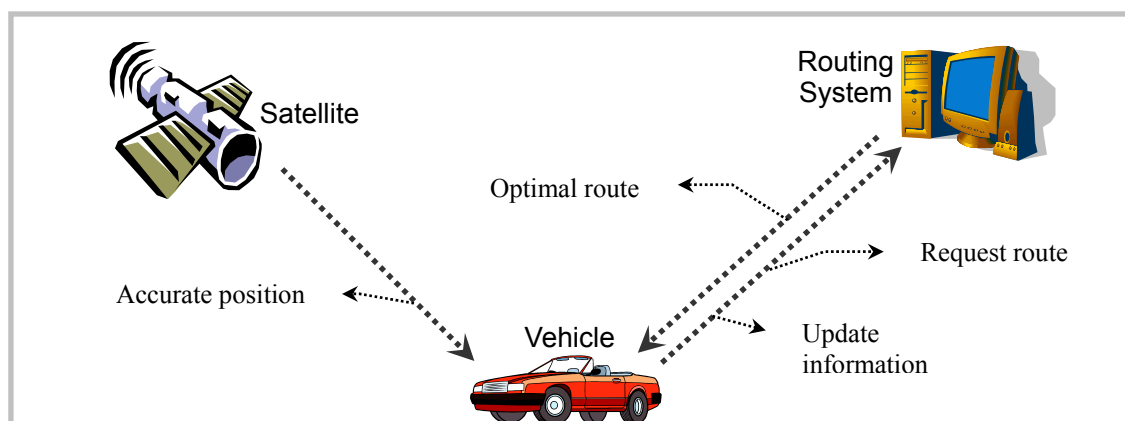 Satellite
Routing
System
Optimal route
Request route
Accurate position
Vehicle
Update
information